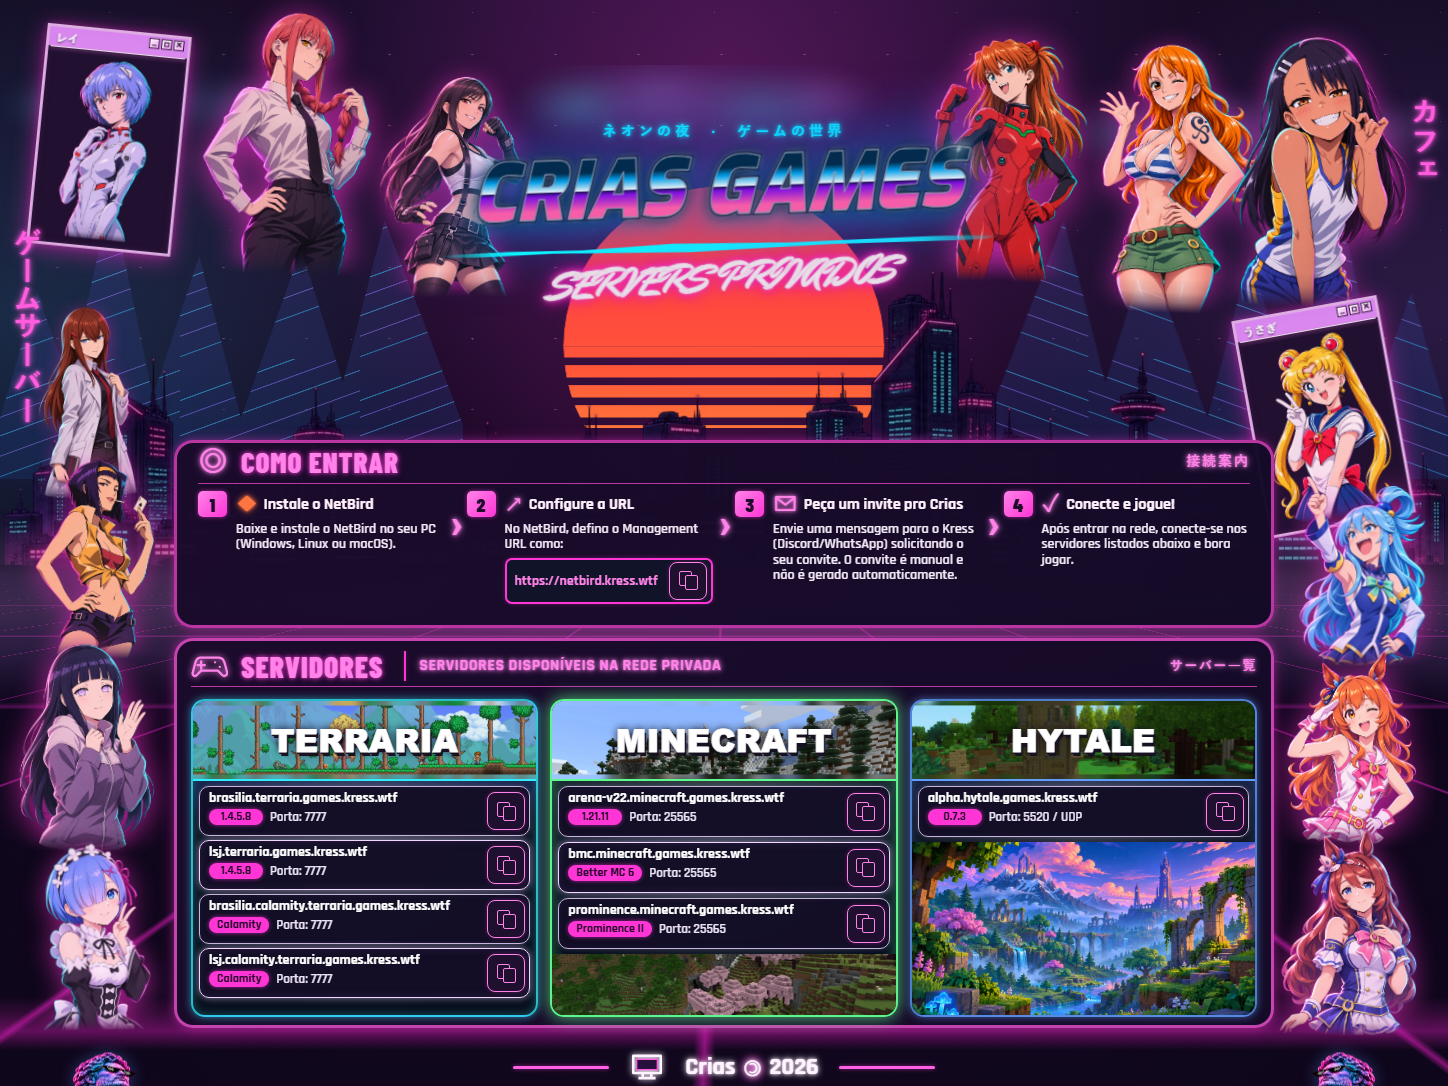 レイ
ネオンの夜 · ゲームの世界
CRIAS GAMES
SERVERS PRIVADOS
カフェ
ゲームサーバー
うさぎ
COMO ENTRAR
接続案内
1
Instale o NetBird
Baixe e instale o NetBird no seu PC
(Windows, Linux ou macOS).
2
Configure a URL
No NetBird, defina o Management
URL como:
https://netbird.kress.wtf
3
Peça um invite pro Crias
Envie uma mensagem para o Kress
(Discord/WhatsApp) solicitando o
seu convite. O convite é manual e
não é gerado automaticamente.
4
Conecte e jogue!
Após entrar na rede, conecte-se nos
servidores listados abaixo e bora
jogar.
SERVIDORES
SERVIDORES DISPONÍVEIS NA REDE PRIVADA
サーバー一覧
TERRARIA
brasilia.terraria.games.kress.wtf
1.4.5.8 Porta: 7777
lsj.terraria.games.kress.wtf
1.4.5.8 Porta: 7777
brasilia.calamity.terraria.games.kress.wtf
Calamity Porta: 7777
lsj.calamity.terraria.games.kress.wtf
Calamity Porta: 7777
MINECRAFT
arena-v22.minecraft.games.kress.wtf
1.21.11 Porta: 25565
bmc.minecraft.games.kress.wtf
Better MC 6 Porta: 25565
prominence.minecraft.games.kress.wtf
Prominence II Porta: 25565
HYTALE
alpha.hytale.games.kress.wtf
0.7.3 Porta: 5520 / UDP
Crias 2026